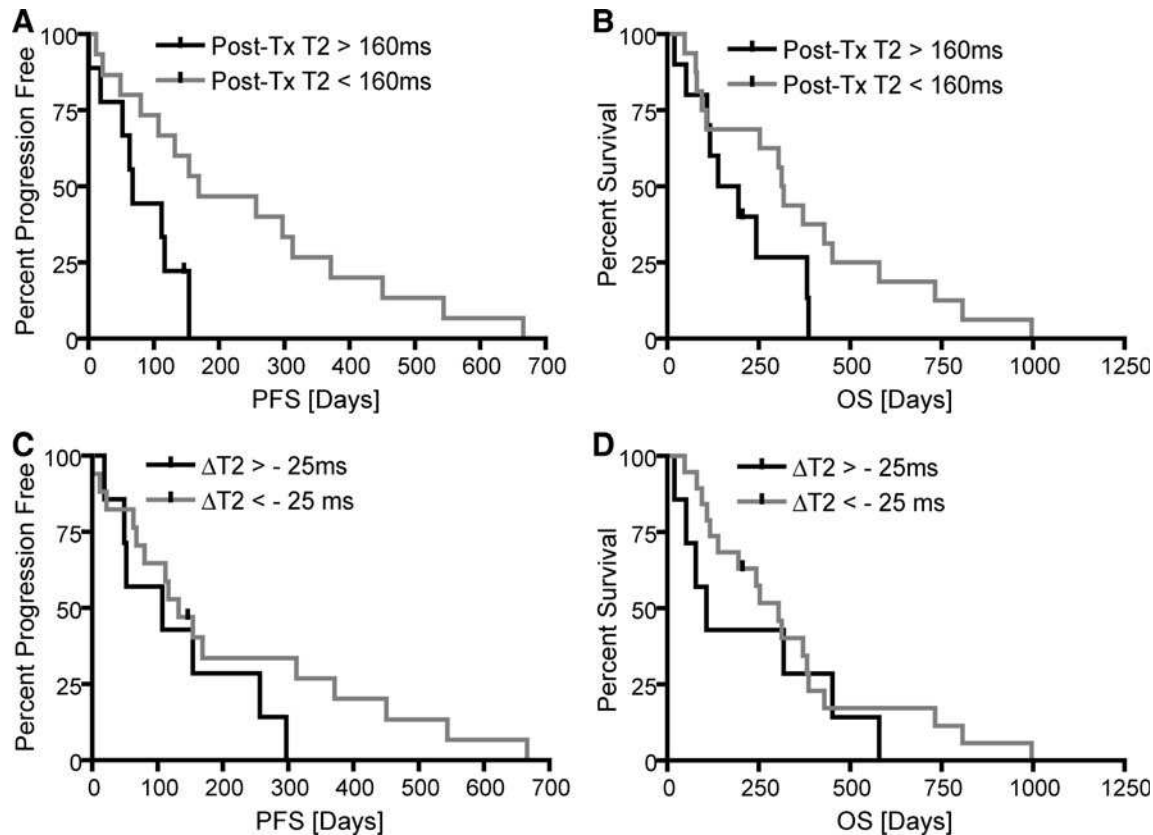 A
Post-Tx T2 > 160ms
Post-Tx T2 < 160ms
Percent Progression Free
100
75
50
25
0
0 100 200 300 400 500 600 700
PFS [Days]
B
Post-Tx T2 > 160ms
Post-Tx T2 < 160ms
Percent Survival
100
75
50
25
0
0 250 500 750 1000 1250
OS [Days]
C
ΔT2 > - 25ms
ΔT2 < - 25 ms
Percent Progression Free
100
75
50
25
0
0 100 200 300 400 500 600 700
PFS [Days]
D
ΔT2 > - 25ms
ΔT2 < - 25 ms
Percent Survival
100
75
50
25
0
0 250 500 750 1000 1250
OS [Days]